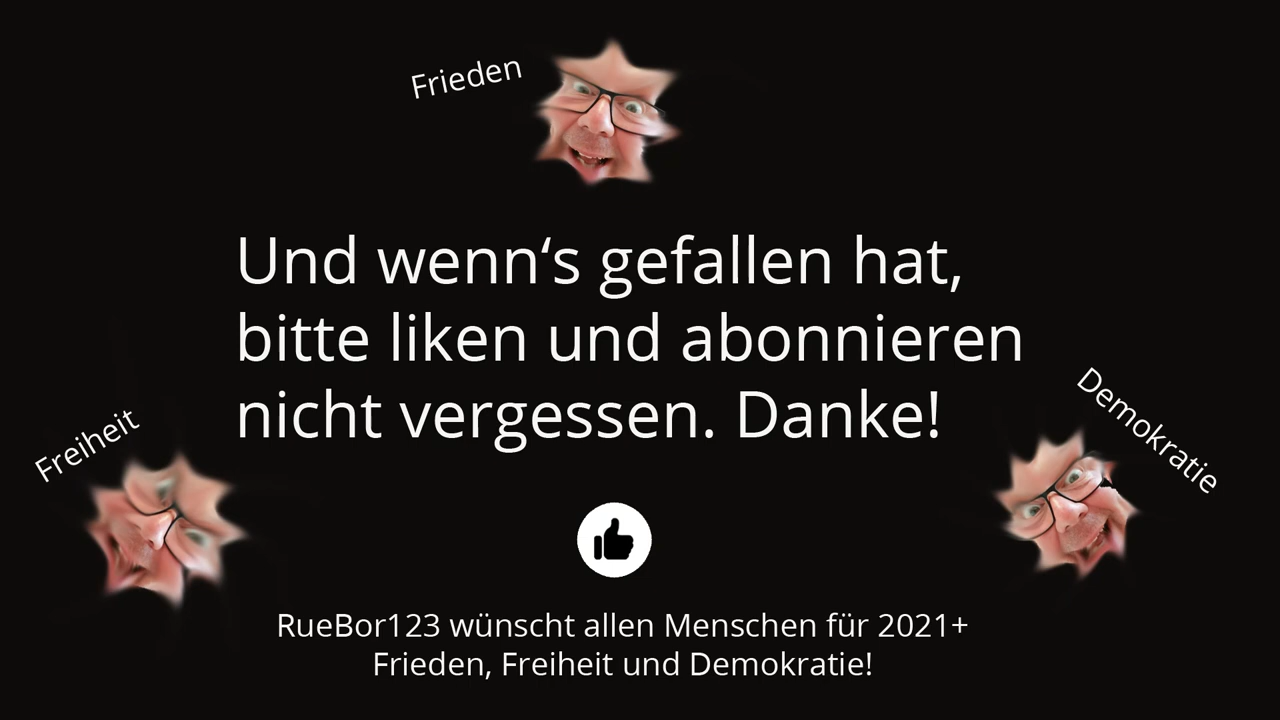 Frieden
Und wenn‘s gefallen hat,
bitte liken und abonnieren
nicht vergessen. Danke!
Freiheit
Demokratie
RueBor123 wünscht allen Menschen für 2021+
Frieden, Freiheit und Demokratie!